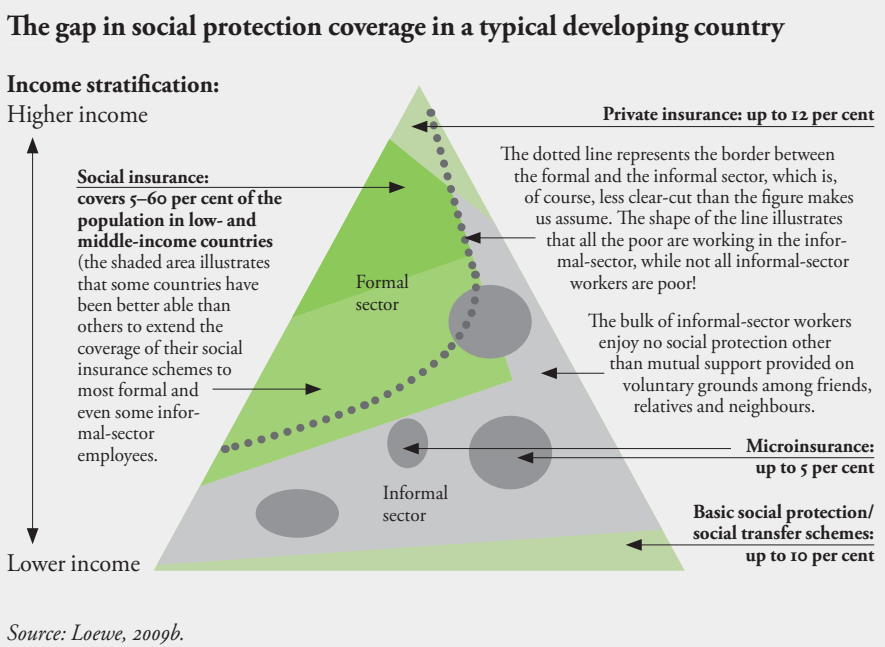 The gap in social protection coverage in a typical developing country
Income stratification:
Higher income
Social insurance:
covers 5–60 per cent of the
population in low- and
middle-income countries
(the shaded area illustrates
that some countries have
been better able than
others to extend the
coverage of their social
insurance schemes to
most formal and
even some infor-
mal-sector
employees.
Lower income
Formal
sector
Informal
sector
Private insurance: up to 12 per cent
The dotted line represents the border between
the formal and the informal sector, which is,
of course, less clear-cut than the figure makes
us assume. The shape of the line illustrates
that all the poor are working in the infor-
mal-sector, while not all informal-sector
workers are poor!
The bulk of informal-sector workers
enjoy no social protection other
than mutual support provided on
voluntary grounds among friends,
relatives and neighbours.
Microinsurance:
up to 5 per cent
Basic social protection/
social transfer schemes:
up to 10 per cent
Source: Loewe, 2009b.